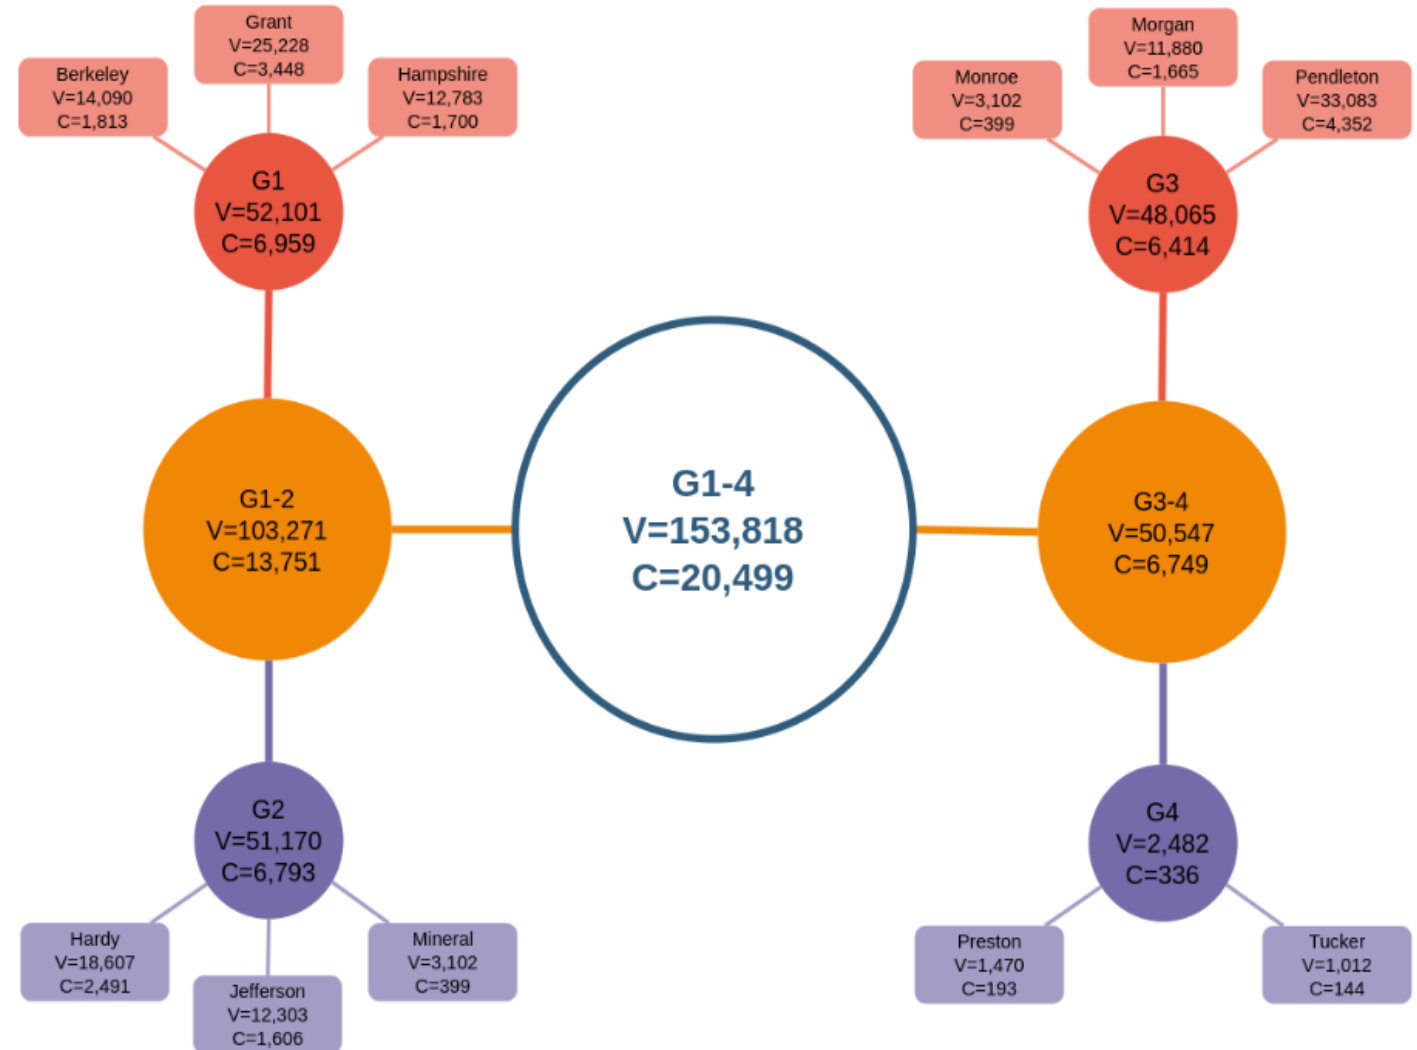 Grant
V=25,228
C=3,448
Berkeley
V=14,090
C=1,813
Hampshire
V=12,783
C=1,700
G1
V=52,101
C=6,959
Morgan
V=11,880
C=1,665
Monroe
V=3,102
C=399
Pendleton
V=33,083
C=4,352
G3
V=48,065
C=6,414
G1-2
V=103,271
C=13,751
G1-4
V=153,818
C=20,499
G3-4
V=50,547
C=6,749
G2
V=51,170
C=6,793
Hardy
V=18,607
C=2,491
Jefferson
V=12,303
C=1,606
Mineral
V=3,102
C=399
G4
V=2,482
C=336
Preston
V=1,470
C=193
Tucker
V=1,012
C=144